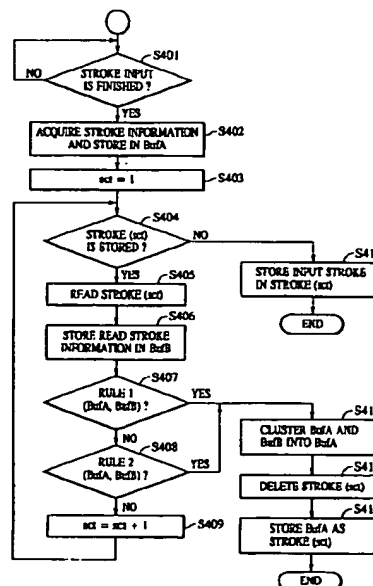 S401
STROKE INPUT
IS FINISHED ?
NO
YES
ACQUIRE STROKE INFORMATION
AND STORE IN BufA
S402
sct = 1
S403
S404
STROKE (sct)
IS STORED ?
NO
YES
S405
READ STROKE (sct)
S41
STORE INPUT STROKE
IN STROKE (sct)
END
S406
STORE READ STROKE
INFORMATION IN BufB
S407
RULE 1
(BufA, BufB) ?
YES
NO
S408
RULE 2
(BufA, BufB) ?
YES
NO
sct = sct + 1
S409
S41
CLUSTER BufA AND
BufB INTO BufA
S41
DELETE STROKE (sct)
S41
STORE BufA AS
STROKE (sct)
END